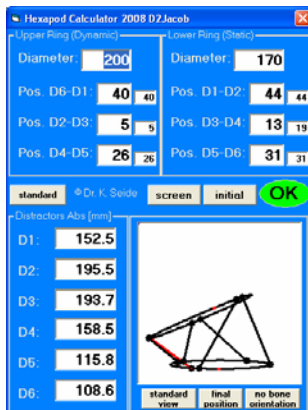 Hexapod Calculator 2008 D2Jacob
Upper Ring (Dynamic)
Diameter: 200
Pos. D6-D1: 40 40
Pos. D2-D3: 5 5
Pos. D4-D5: 26 26
Lower Ring (Static)
Diameter: 170
Pos. D1-D2: 44 44
Pos. D3-D4: 13 19
Pos. D5-D6: 31 31
standard © Dr. K. Seide screen initial OK
Distractors Abs [mm]
D1: 152.5
D2: 195.5
D3: 193.7
D4: 158.5
D5: 115.8
D6: 108.6
standard view
final position
no bone orientation